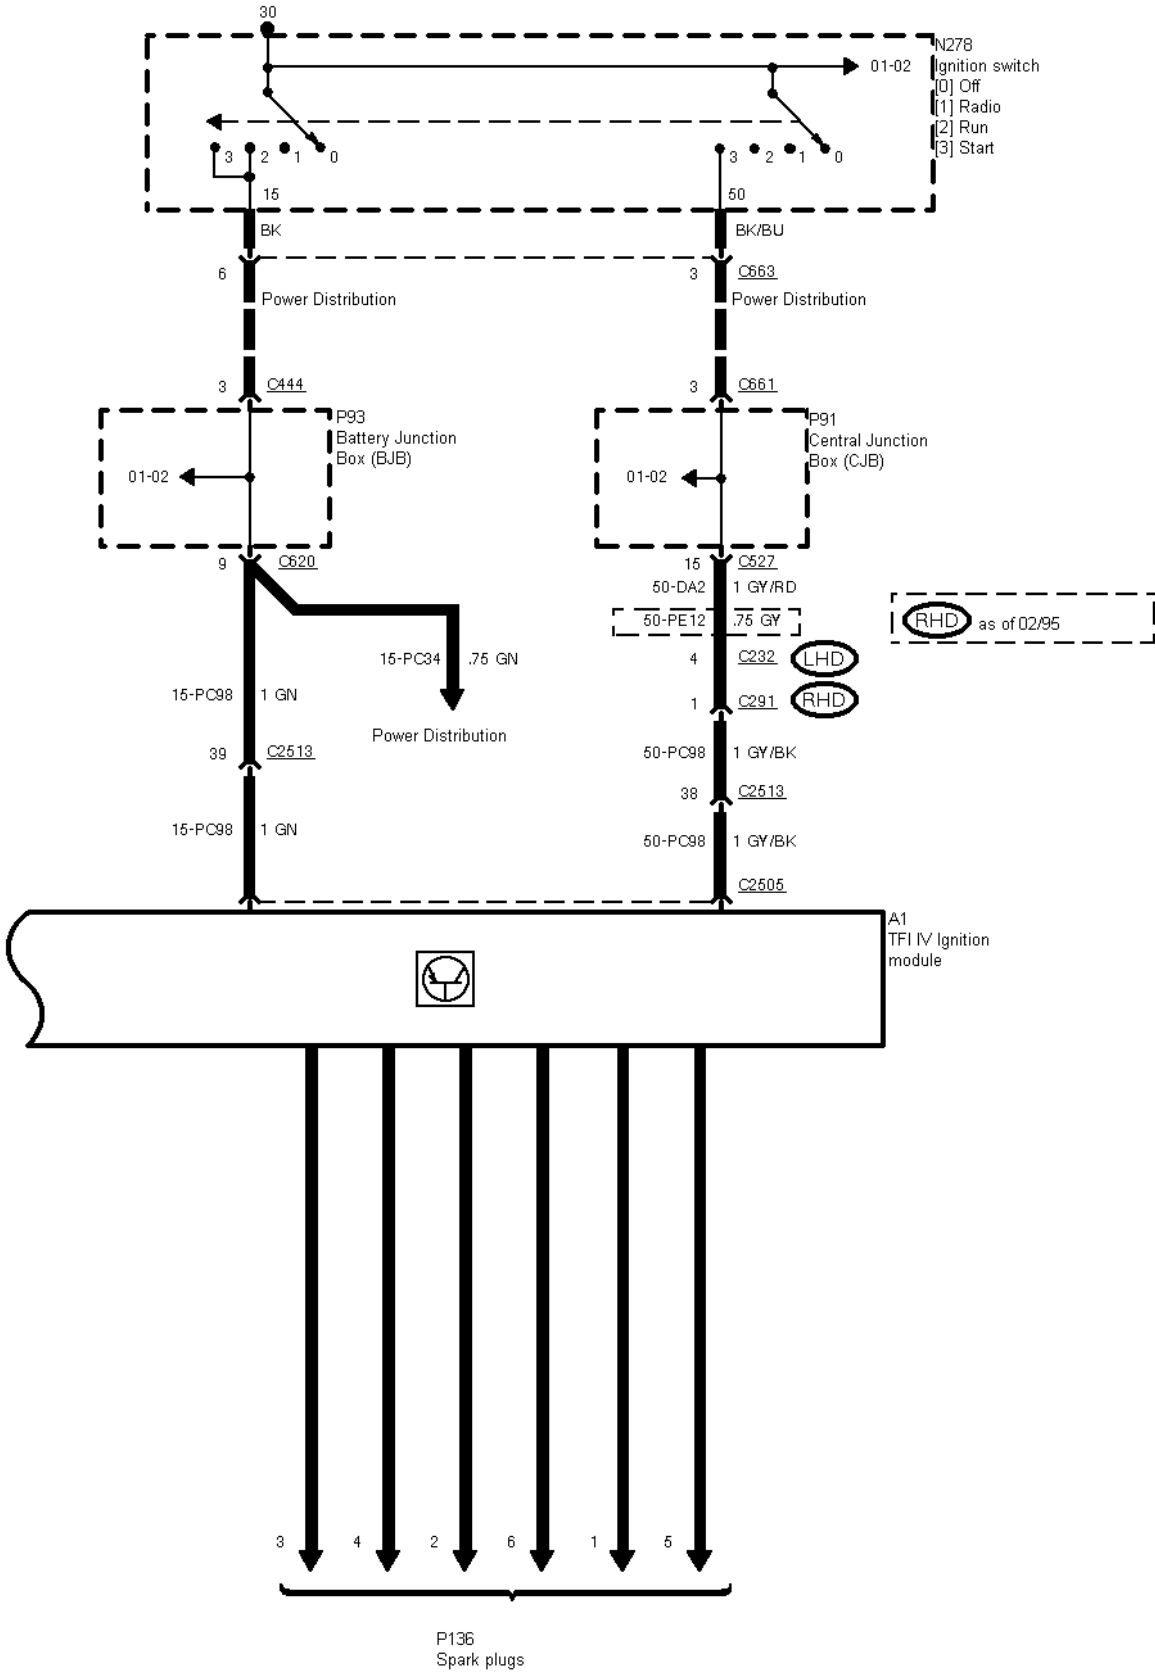 30
N278
Ignition switch
[0] Off
[1] Radio
[2] Run
[3] Start
01-02
3 2 1 0
3 2 1 0
15
50
BK
BK/BU
6
3 C663
Power Distribution
Power Distribution
3 C444
3 C661
P93
Battery Junction
Box (BJB)
P91
Central Junction
Box (CJB)
01-02
01-02
9 C620
15 C527
50-DA2 1 GY/RD
50-PE12 .75 GY
RHD as of 02/95
15-PC34 .75 GN
4 C232 LHD
15-PC98 1 GN
1 C291 RHD
Power Distribution
39 C2513
50-PC98 1 GY/BK
38 C2513
15-PC98 1 GN
50-PC98 1 GY/BK
C2505
A1
TFI IV Ignition
module
3 4 2 6 1 5
P136
Spark plugs